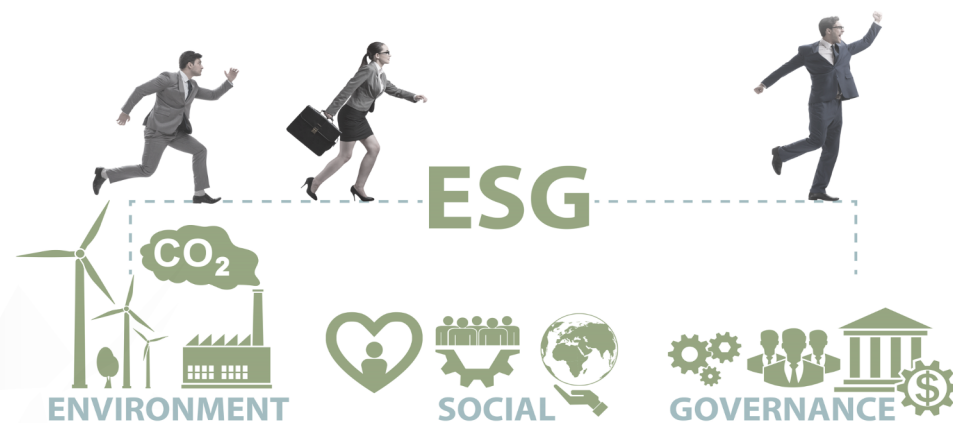 ESG
CO₂
$
ENVIRONMENT
SOCIAL
GOVERNANCE